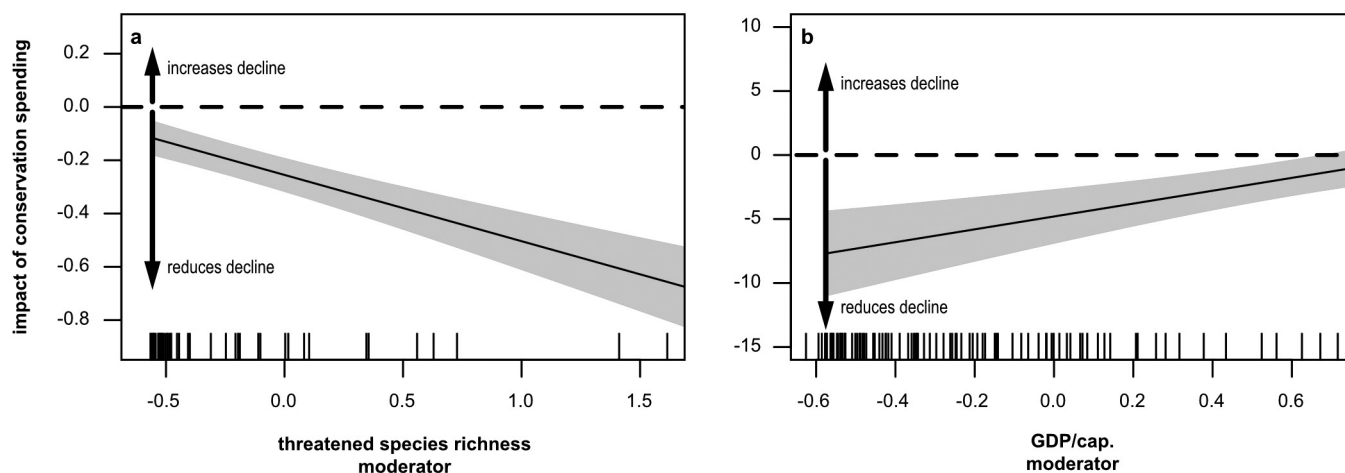 impact of conservation spending
a
0.2
0.0
-0.2
-0.4
-0.6
-0.8
increases decline
reduces decline
-0.5 0.0 0.5 1.0 1.5
threatened species richness
moderator
b
10
5
0
-5
-10
-15
increases decline
reduces decline
-0.6 -0.4 -0.2 0.0 0.2 0.4 0.6
GDP/cap.
moderator